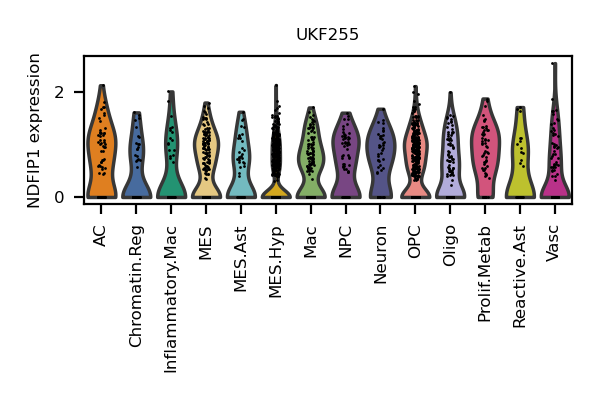 UKF255
NDFIP1 expression
2
0
AC
Chromatin.Reg
Inflammatory.Mac
MES
MES.Ast
MES.Hyp
Mac
NPC
Neuron
OPC
Oligo
Prolif.Metab
Reactive.Ast
Vasc